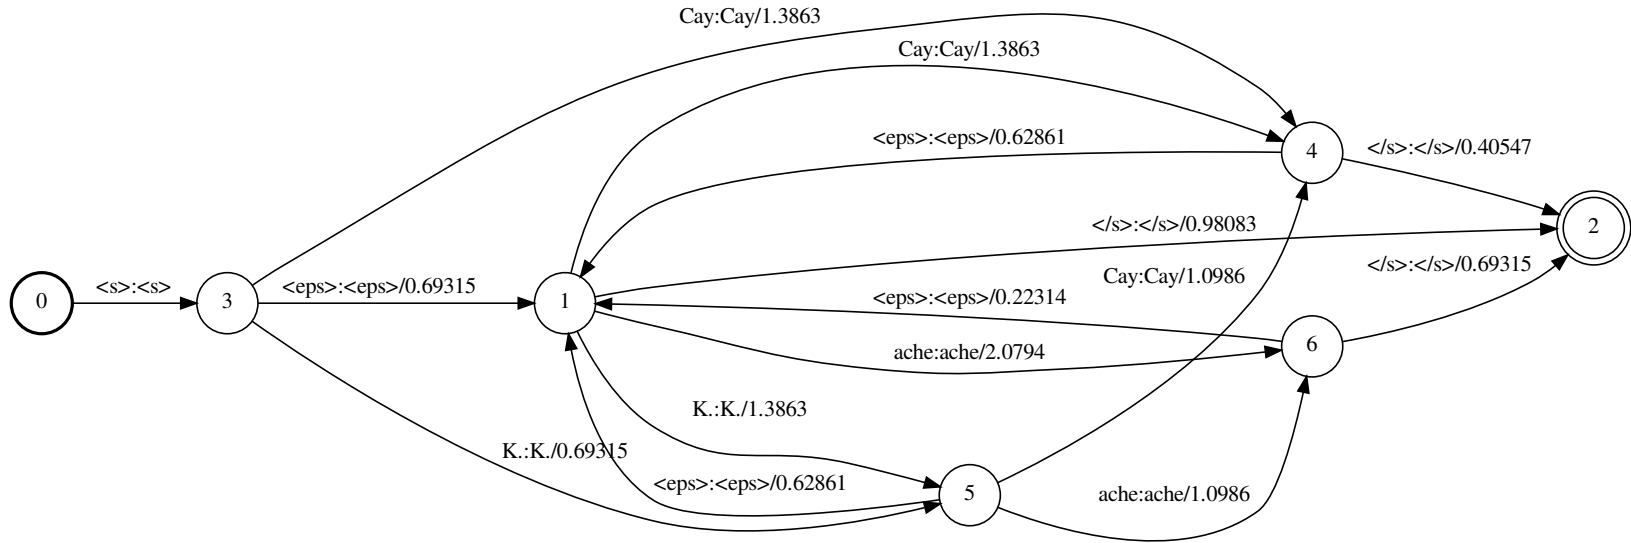 Cay:Cay/1.3863
Cay:Cay/1.3863
<eps>:<eps>/0.62861
</s>:</s>/0.40547
4
</s>:</s>/0.98083
2
</s>:</s>/0.69315
Cay:Cay/1.0986
<s>:<s>
<eps>:<eps>/0.69315
<eps>:<eps>/0.22314
0
3
1
6
ache:ache/2.0794
K.:K./1.3863
K.:K./0.69315
<eps>:<eps>/0.62861
5
ache:ache/1.0986